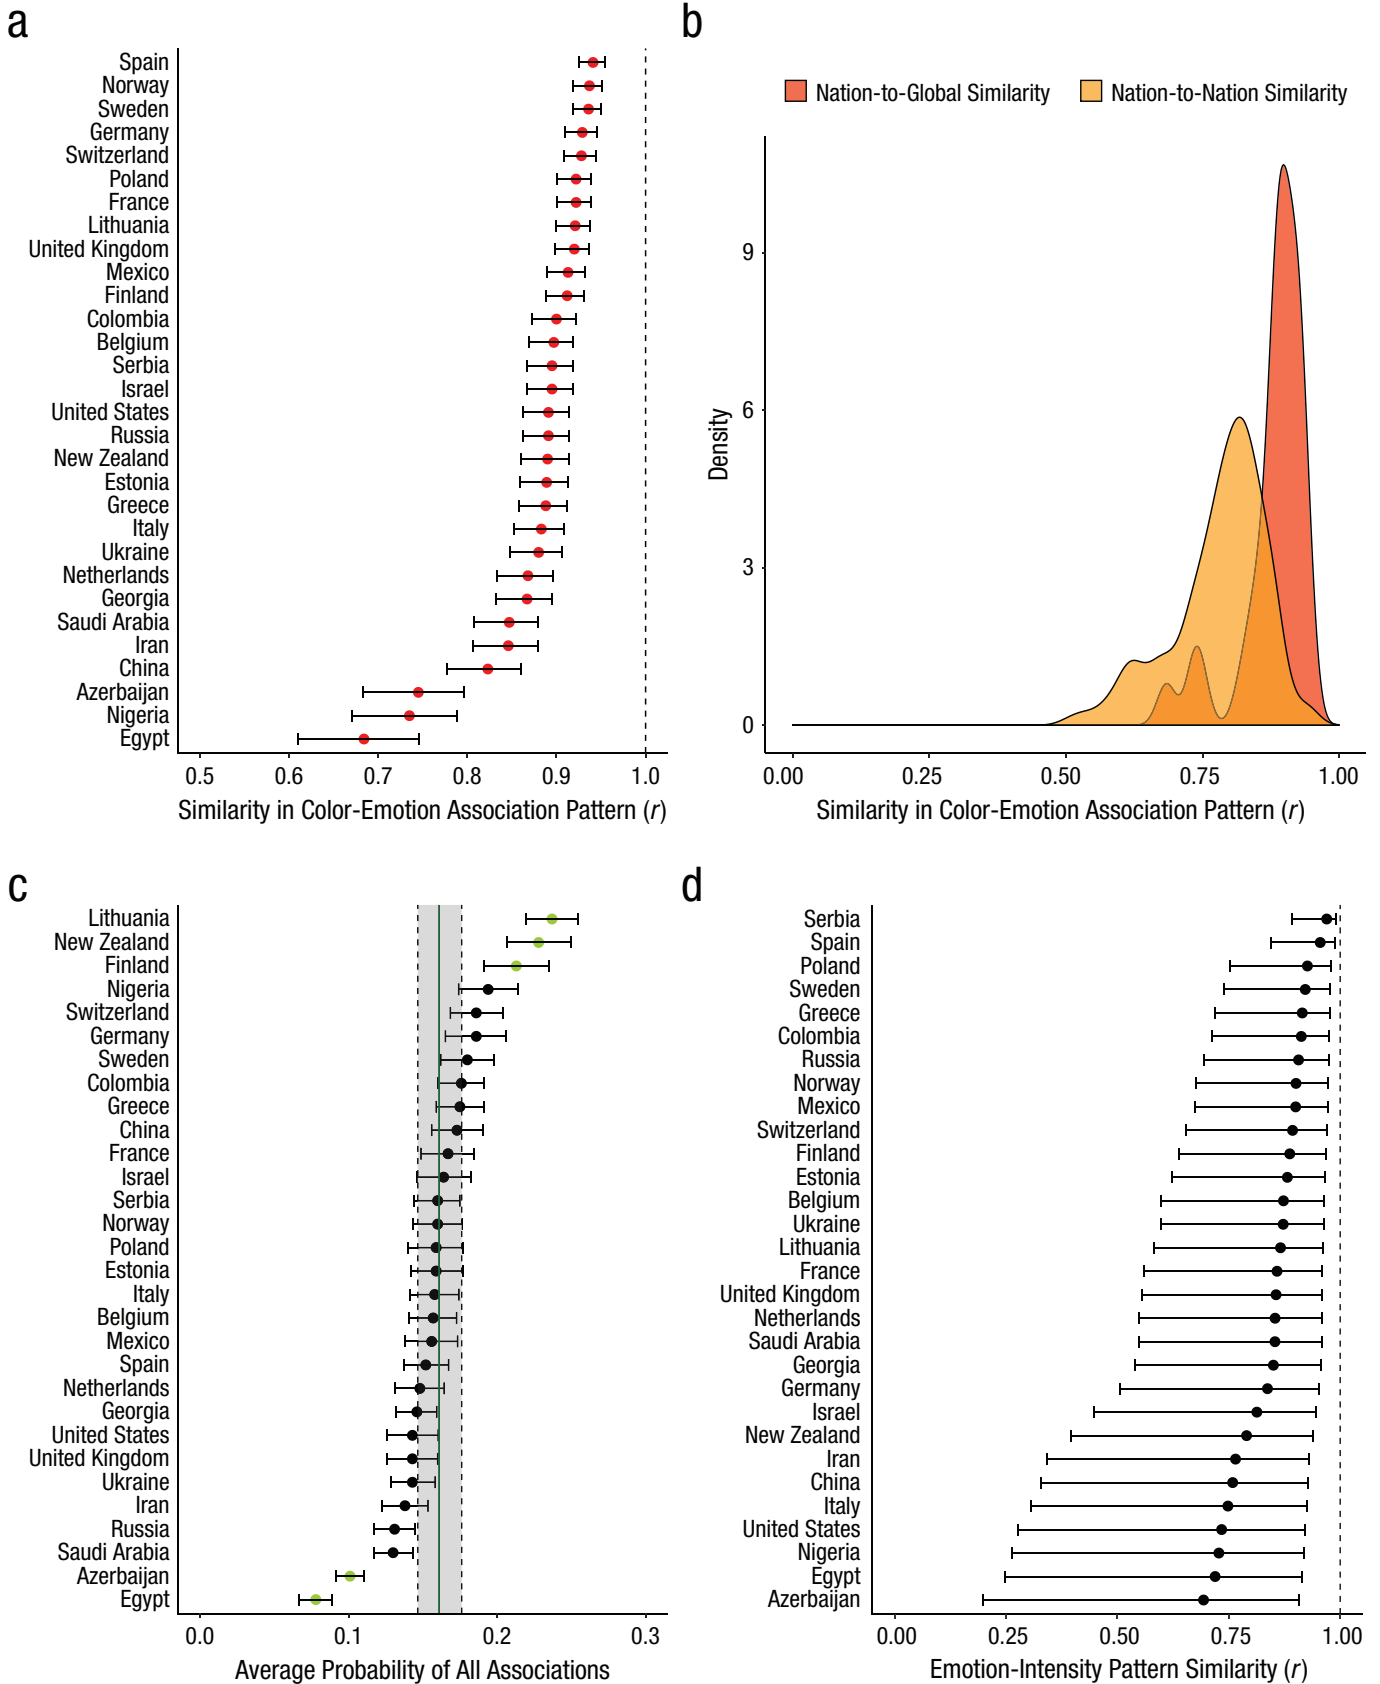 a
Spain
Norway
Sweden
Germany
Switzerland
Poland
France
Lithuania
United Kingdom
Mexico
Finland
Colombia
Belgium
Serbia
Israel
United States
Russia
New Zealand
Estonia
Greece
Italy
Ukraine
Netherlands
Georgia
Saudi Arabia
Iran
China
Azerbaijan
Nigeria
Egypt
0.5 0.6 0.7 0.8 0.9 1.0
Similarity in Color-Emotion Association Pattern (r)
b
Nation-to-Global Similarity Nation-to-Nation Similarity
Density
9
6
3
0
0.00 0.25 0.50 0.75 1.00
Similarity in Color-Emotion Association Pattern (r)
c
Lithuania
New Zealand
Finland
Nigeria
Switzerland
Germany
Sweden
Colombia
Greece
China
France
Israel
Serbia
Norway
Poland
Estonia
Italy
Belgium
Mexico
Spain
Netherlands
Georgia
United States
United Kingdom
Ukraine
Iran
Russia
Saudi Arabia
Azerbaijan
Egypt
0.0 0.1 0.2 0.3
Average Probability of All Associations
d
Serbia
Spain
Poland
Sweden
Greece
Colombia
Russia
Norway
Mexico
Switzerland
Finland
Estonia
Belgium
Ukraine
Lithuania
France
United Kingdom
Netherlands
Saudi Arabia
Georgia
Germany
Israel
New Zealand
Iran
China
Italy
United States
Nigeria
Egypt
Azerbaijan
0.00 0.25 0.50 0.75 1.00
Emotion-Intensity Pattern Similarity (r)